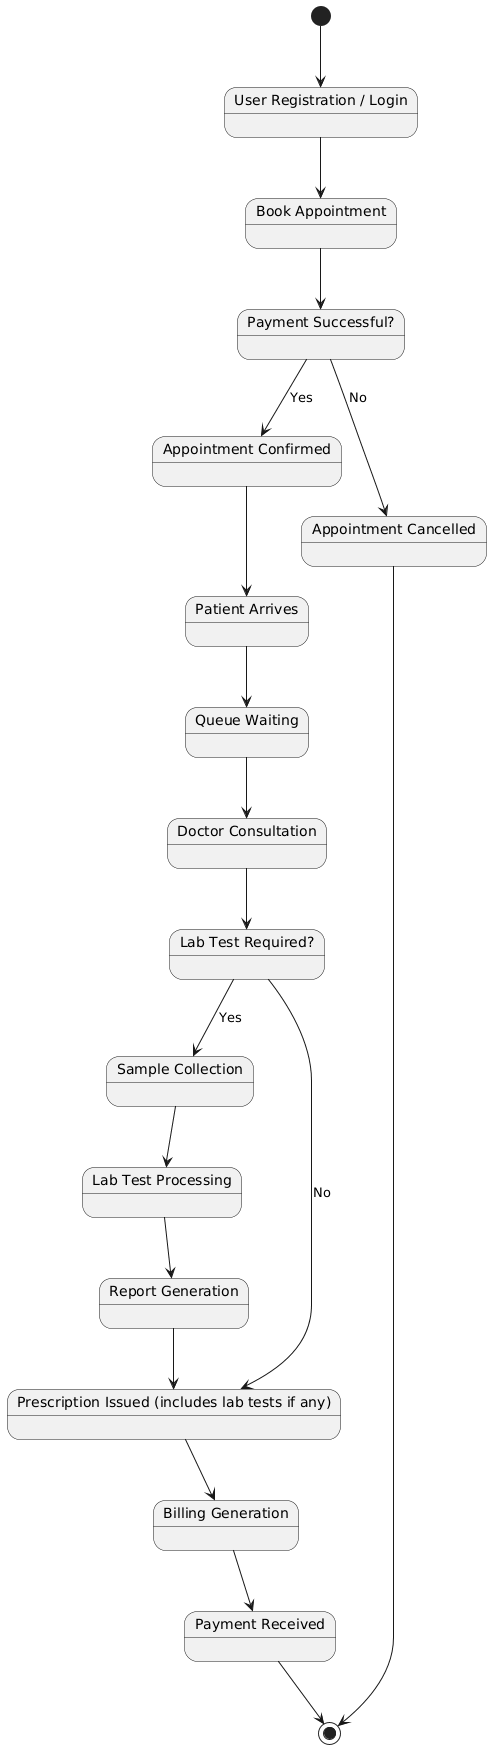 User Registration / Login
Book Appointment
Payment Successful?
Yes
No
Appointment Confirmed
Appointment Cancelled
Patient Arrives
Queue Waiting
Doctor Consultation
Lab Test Required?
Yes
Sample Collection
Lab Test Processing
No
Report Generation
Prescription Issued (includes lab tests if any)
Billing Generation
Payment Received